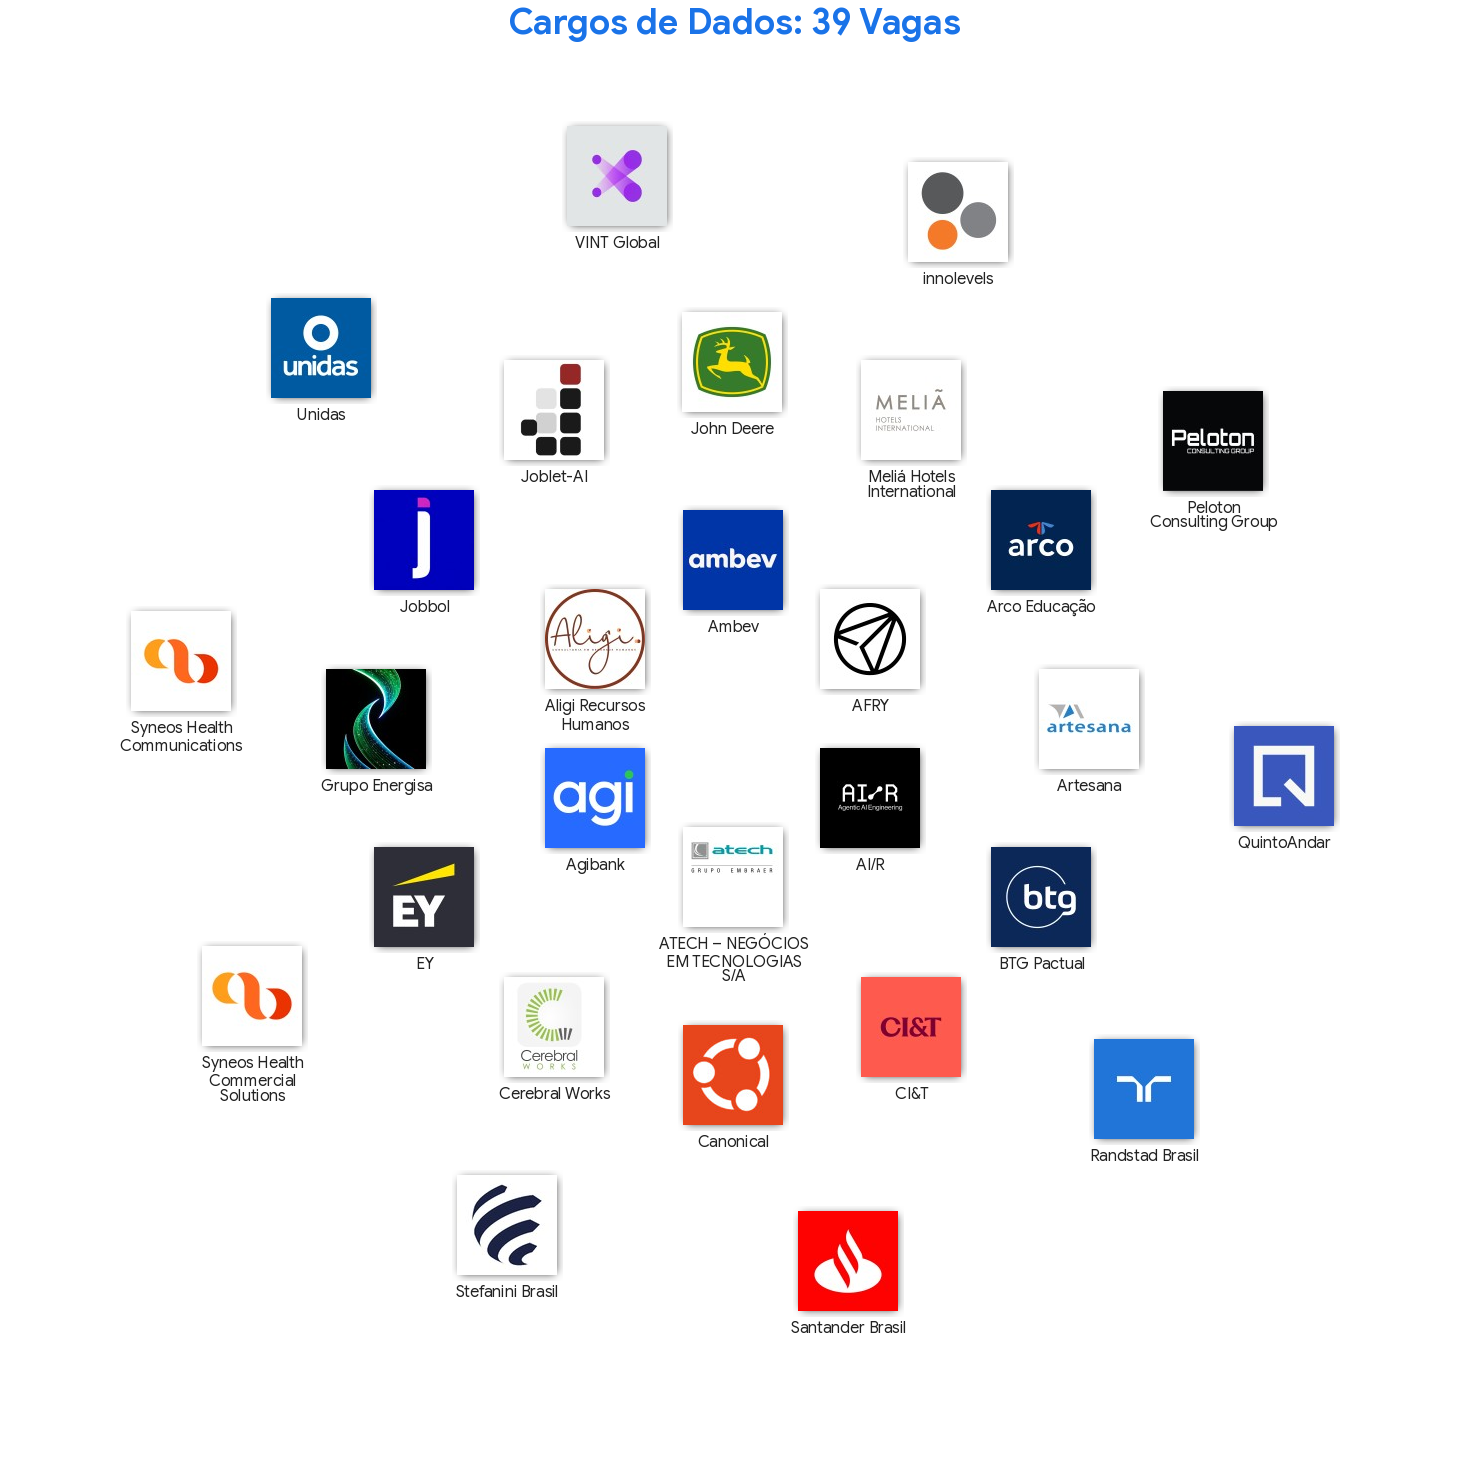 Cargos de Dados: 39 Vagas
VINT Global
innolevels
unidas
Unidas
John Deere
Joblet-AI
MELIÃ
HOTELS
INTERNATIONAL
Meliá Hotels
International
Peloton
CONSULTING GROUP
Peloton
Consulting Group
j
Jobbol
ambev
Ambev
arco
Arco Educação
Aligi.
Aligi Recursos
Humanos
AFRY
Syneos Health
Communications
Grupo Energisa
artesana
Artesana
QuintoAndar
agi
Agibank
AI/R
Agentic AI Engineering
AI/R
atech
GRUPO EMBRAER
ATECH – NEGÓCIOS
EM TECNOLOGIAS
S/A
EY
EY
btg
BTG Pactual
Syneos Health
Commercial
Solutions
Cerebral
WORKS
Cerebral Works
Canonical
CI&T
CI&T
Randstad Brasil
Stefanini Brasil
Santander Brasil